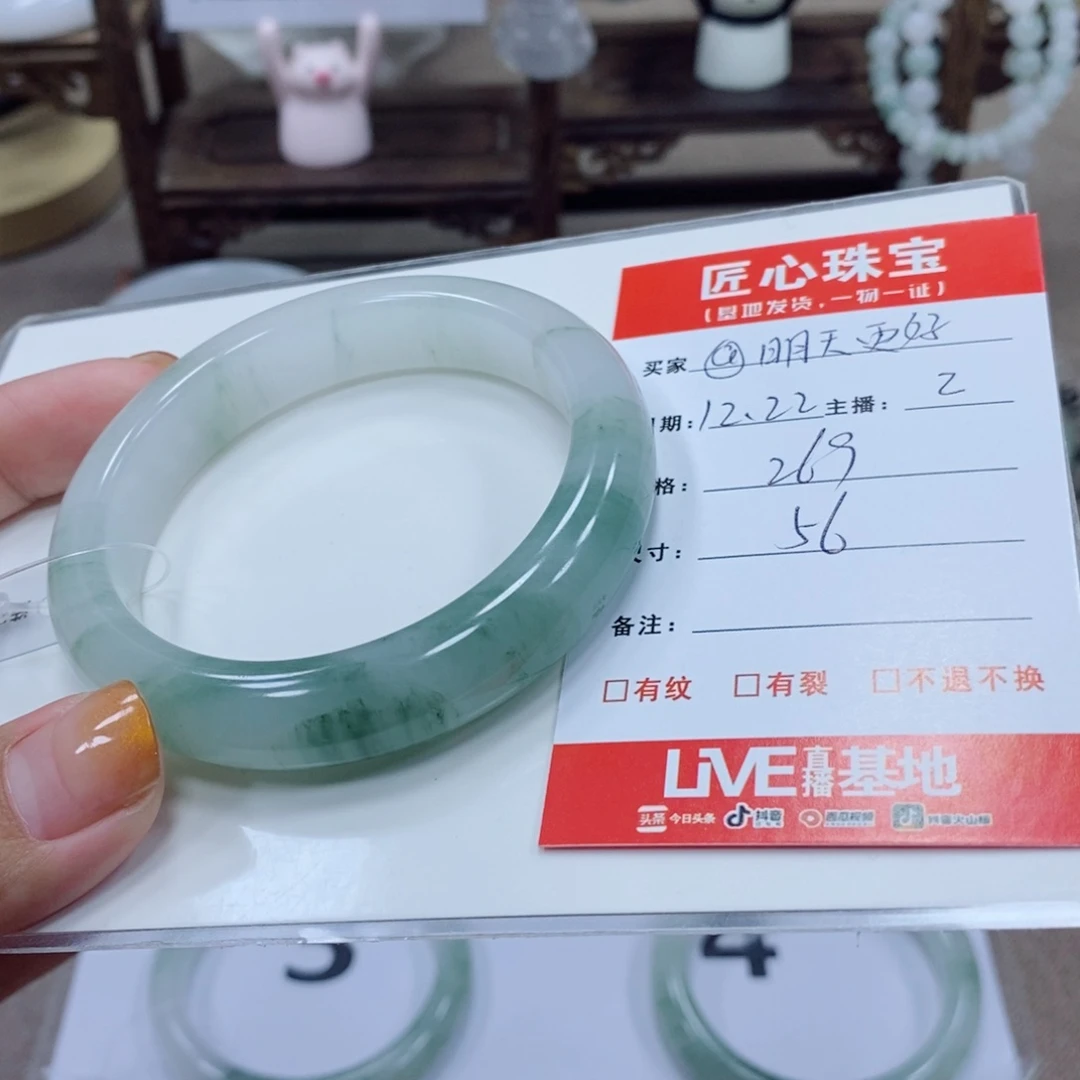 匠心珠宝
(基地发货,一物一证)
买家 明天更好
期: 12.22 主播: 2
格: 269
寸: 56
备注:
□有纹 □有裂 □不退不换
LiVE直播基地
头条 今日头条 抖音 西瓜视频 抖音火山版
3 4